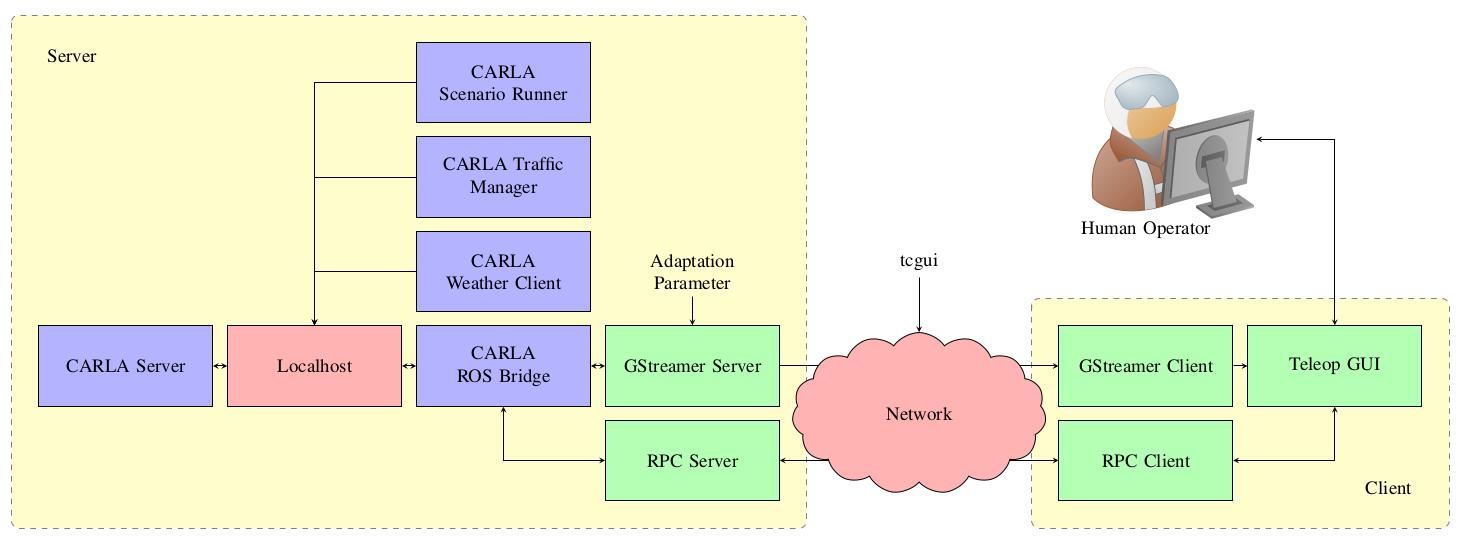 Server
CARLA
Scenario Runner
CARLA Traffic
Manager
CARLA
Weather Client
Adaptation
Parameter
tcgui
Human Operator
CARLA Server
Localhost
CARLA
ROS Bridge
GStreamer Server
Network
GStreamer Client
Teleop GUI
RPC Server
RPC Client
Client